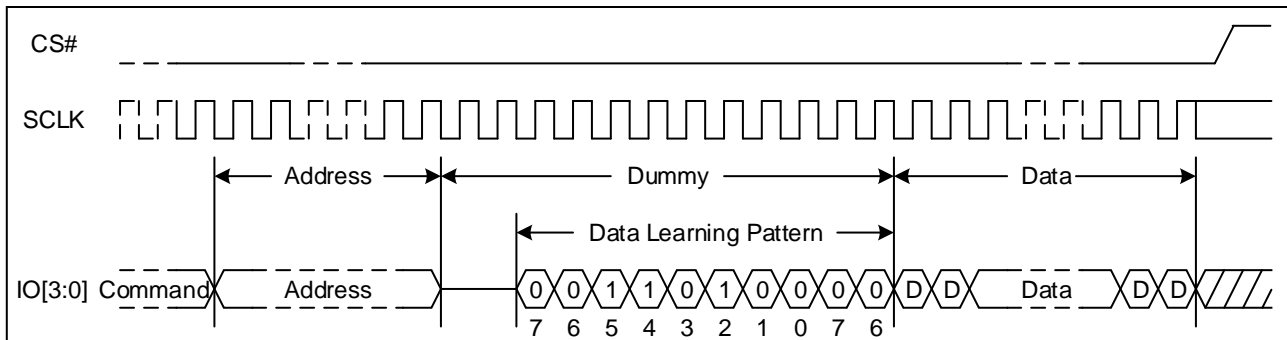 CS#
SCLK
Address Dummy Data
Data Learning Pattern
IO[3:0] Command Address 0 0 1 1 0 1 0 0 0 0 D D Data D D
7 6 5 4 3 2 1 0 7 6